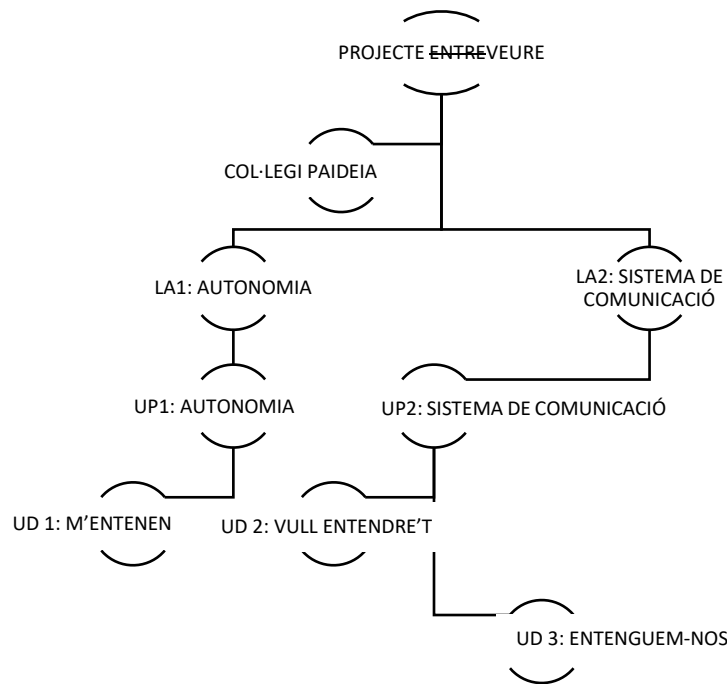 PROJECTE ENTREVEURE
COL·LEGI PAIDEIA
LA1: AUTONOMIA
LA2: SISTEMA DE
COMUNICACIÓ
UP1: AUTONOMIA
UP2: SISTEMA DE COMUNICACIÓ
UD 1: M’ENTENEN
UD 2: VULL ENTENDRE’T
UD 3: ENTENGUEM-NOS